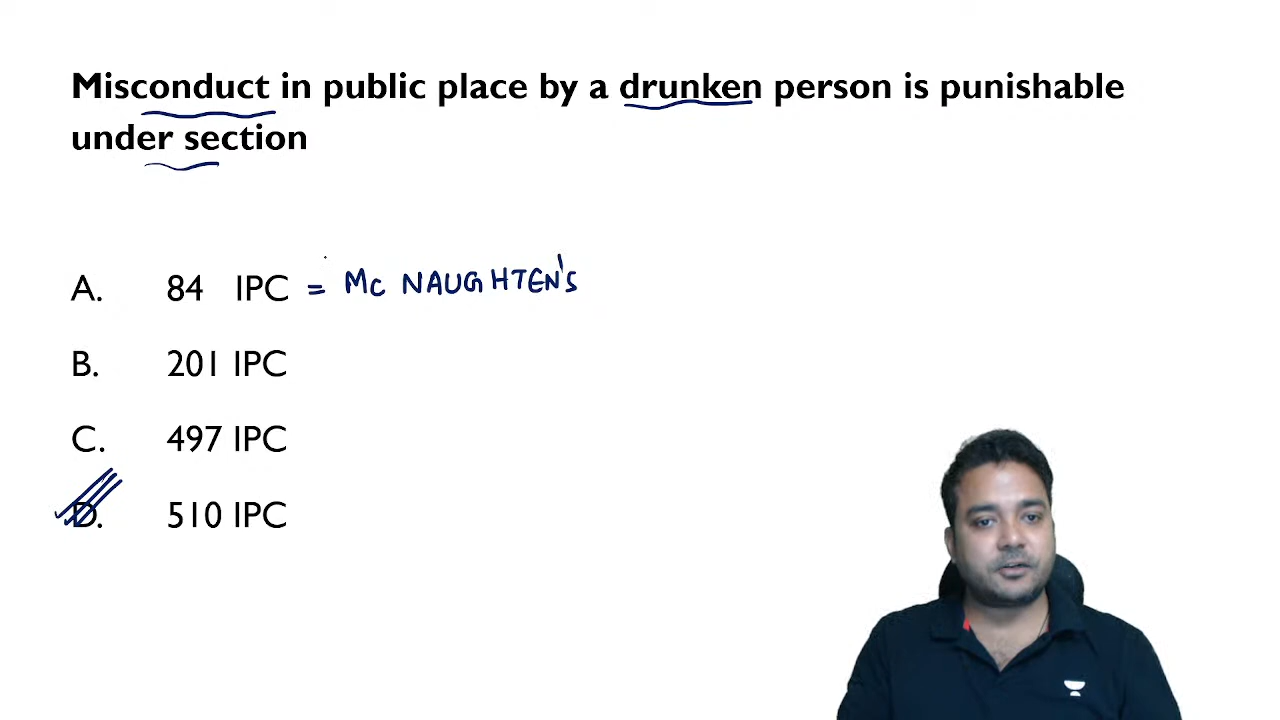 Misconduct in public place by a drunken person is punishable
under section
A. 84 IPC = MC NAUGHTEN'S
B. 201 IPC
C. 497 IPC
D. 510 IPC